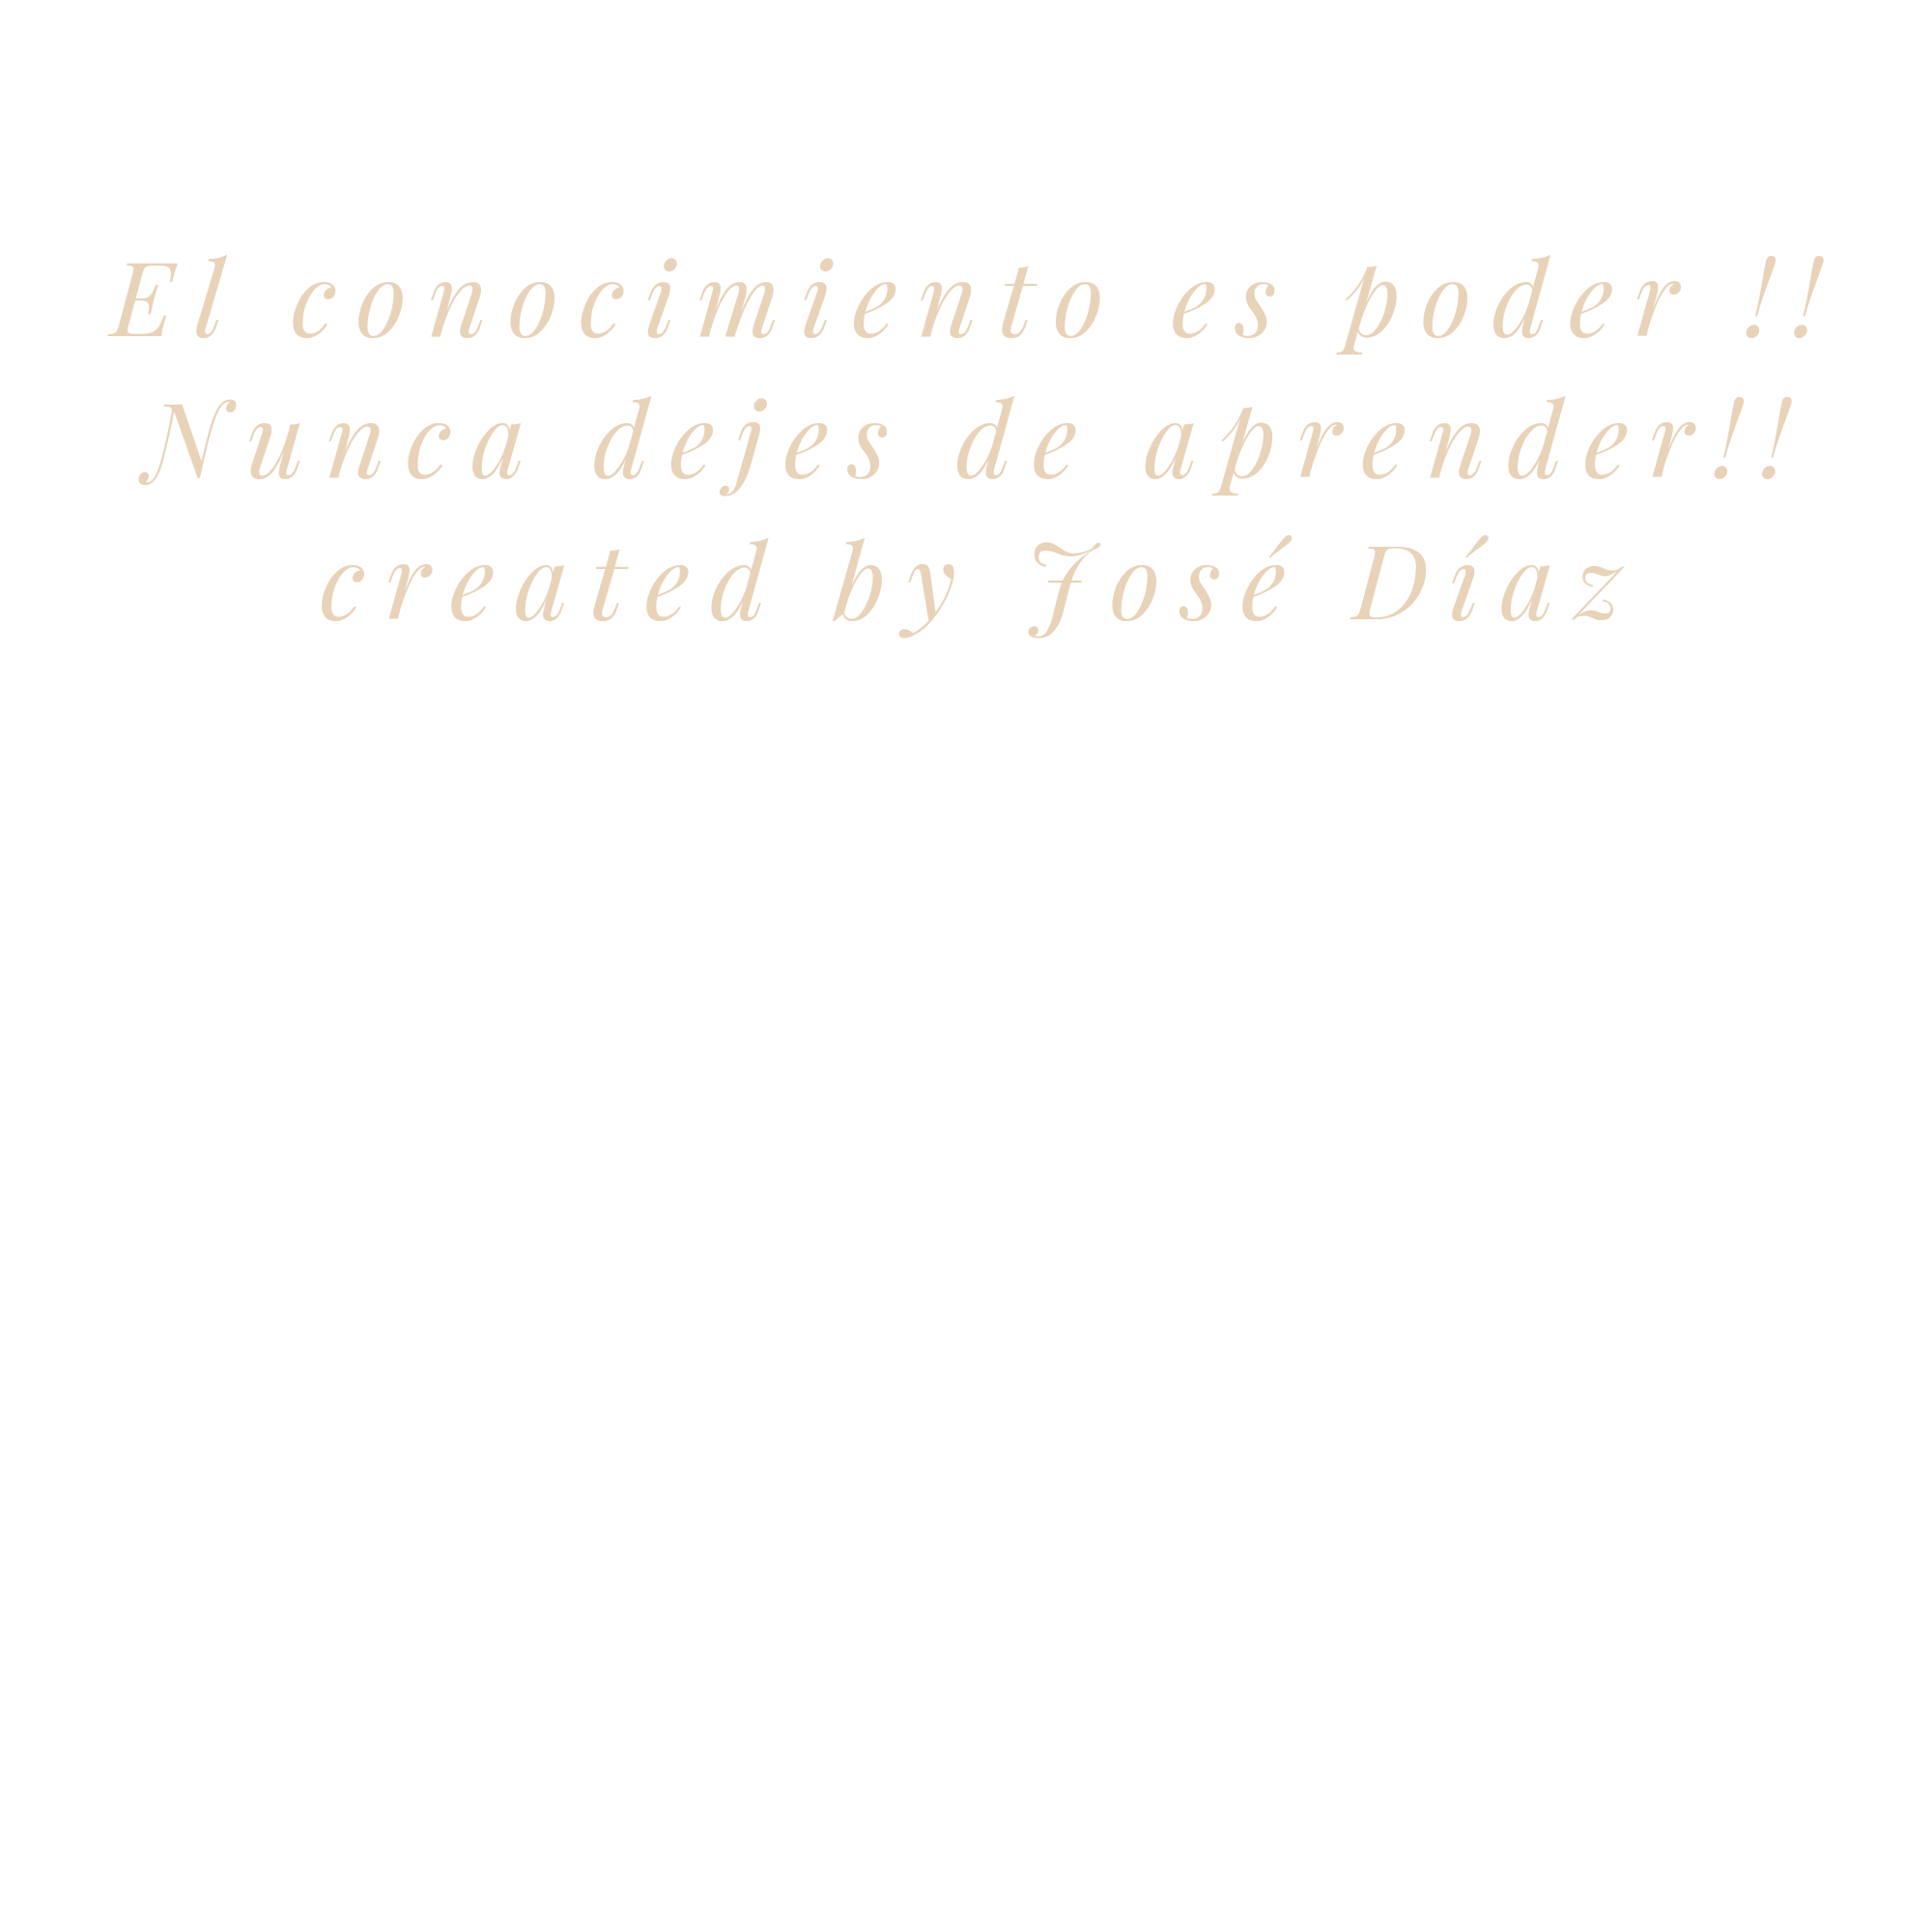 El conocimiento es poder !!
Nunca dejes de aprender!!
created by José Díaz